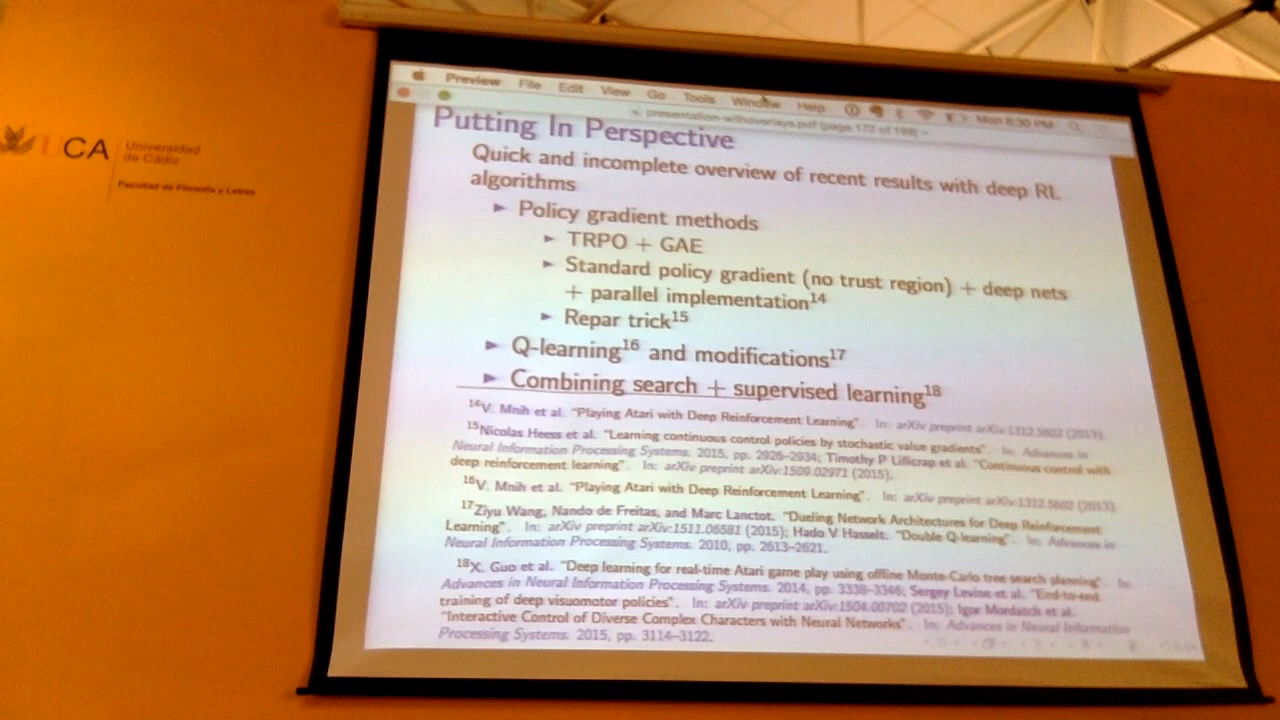 UCA
Universidad
de Cádiz
Facultad de Filosofía y Letras
Preview File Edit View Go Tools Window Help Mon 6:30 PM
presentation-withoverlays.pdf (page 172 of 198)
Putting In Perspective
Quick and incomplete overview of recent results with deep RL
algorithms
► Policy gradient methods
► TRPO + GAE
► Standard policy gradient (no trust region) + deep nets
+ parallel implementation14
► Repar trick15
► Q-learning16 and modifications17
► Combining search + supervised learning18
14V. Mnih et al. “Playing Atari with Deep Reinforcement Learning”. In: arXiv preprint arXiv:1312.5602 (2013).
15Nicolas Heess et al. “Learning continuous control policies by stochastic value gradients”. In: Advances in
Neural Information Processing Systems. 2015, pp. 2926–2934; Timothy P Lillicrap et al. “Continuous control with
deep reinforcement learning”. In: arXiv preprint arXiv:1509.02971 (2015).
16V. Mnih et al. “Playing Atari with Deep Reinforcement Learning”. In: arXiv preprint arXiv:1312.5602 (2013).
17Ziyu Wang, Nando de Freitas, and Marc Lanctot. “Dueling Network Architectures for Deep Reinforcement
Learning”. In: arXiv preprint arXiv:1511.06581 (2015); Hado V Hasselt. “Double Q-learning”. In: Advances in
Neural Information Processing Systems. 2010, pp. 2613–2621.
18X. Guo et al. “Deep learning for real-time Atari game play using offline Monte-Carlo tree search planning”. In:
Advances in Neural Information Processing Systems. 2014, pp. 3338–3346; Sergey Levine et al. “End-to-end
training of deep visuomotor policies”. In: arXiv preprint arXiv:1504.00702 (2015); Igor Mordatch et al.
“Interactive Control of Diverse Complex Characters with Neural Networks”. In: Advances in Neural Information
Processing Systems. 2015, pp. 3114–3122.